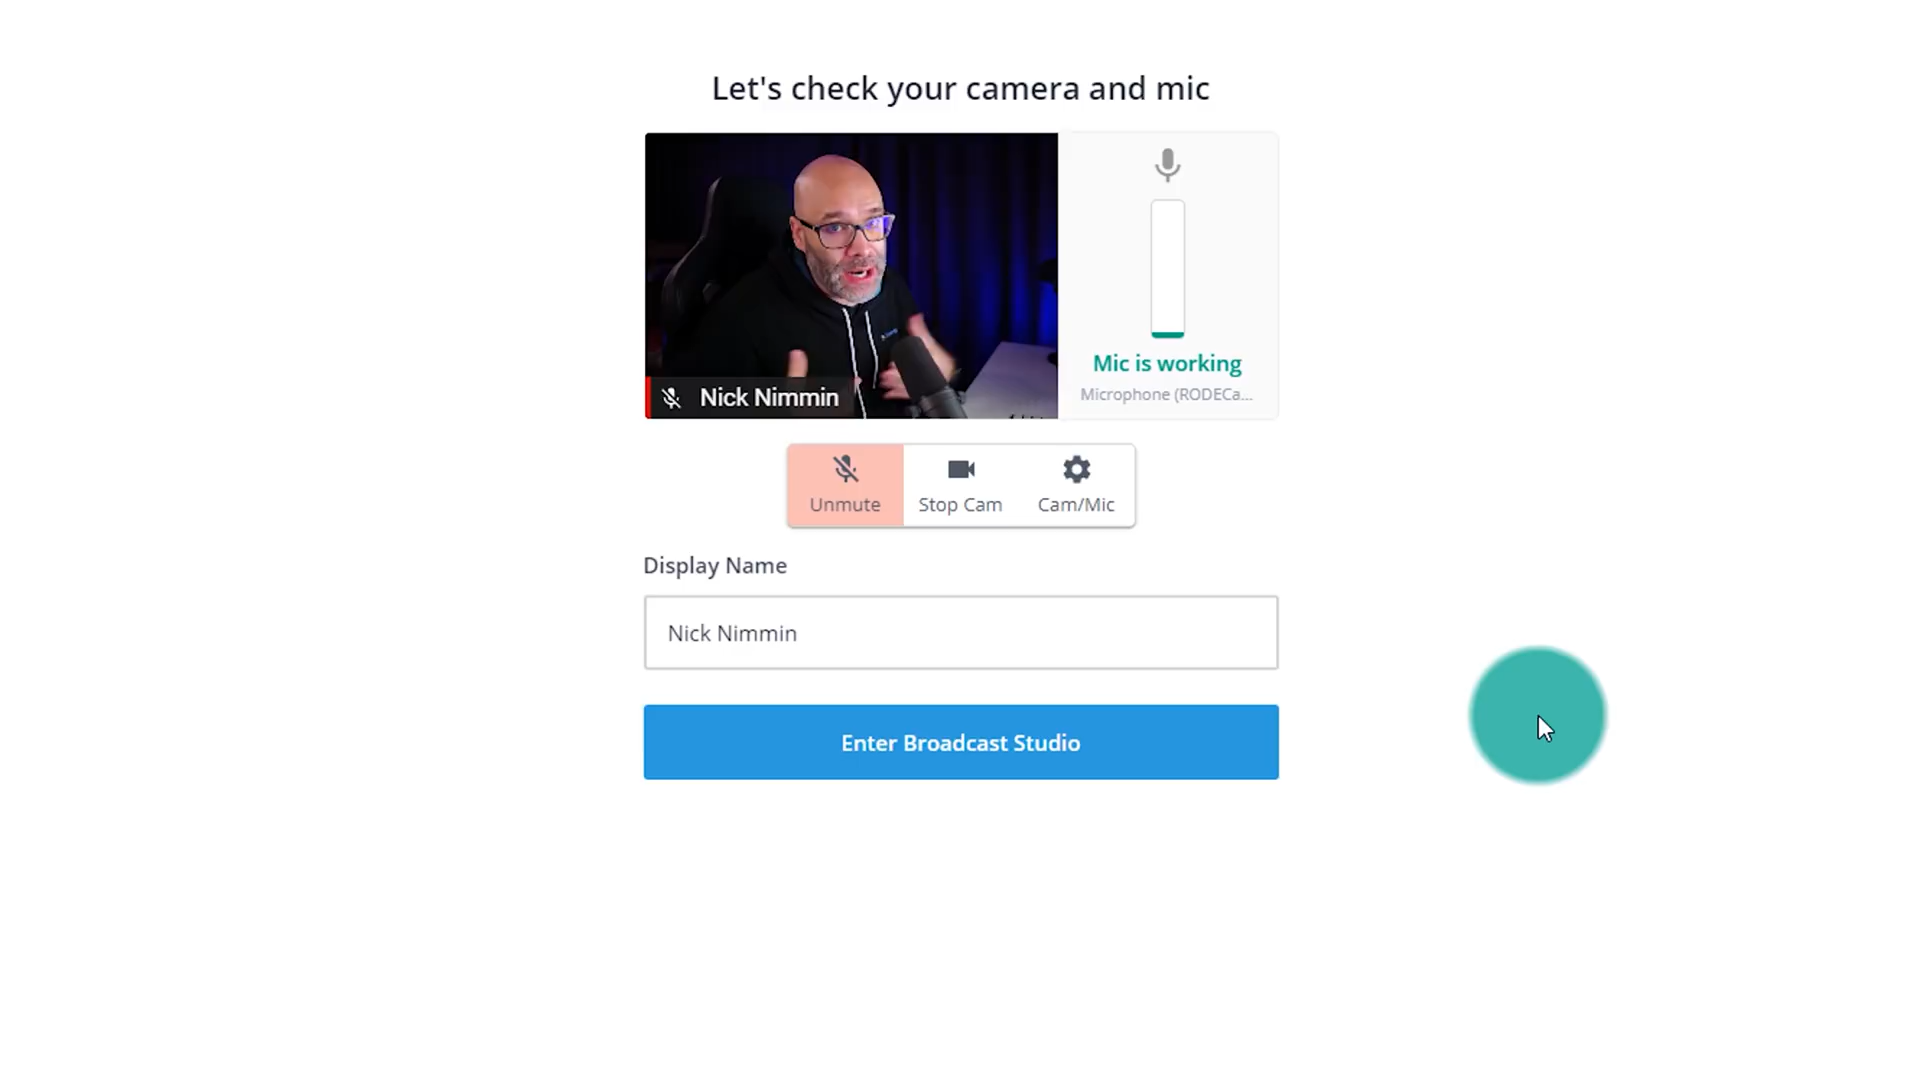 Let's check your camera and mic
Nick Nimmin
Mic is working
Microphone (RODECa...
Unmute
Stop Cam
Cam/Mic
Display Name
Nick Nimmin
Enter Broadcast Studio